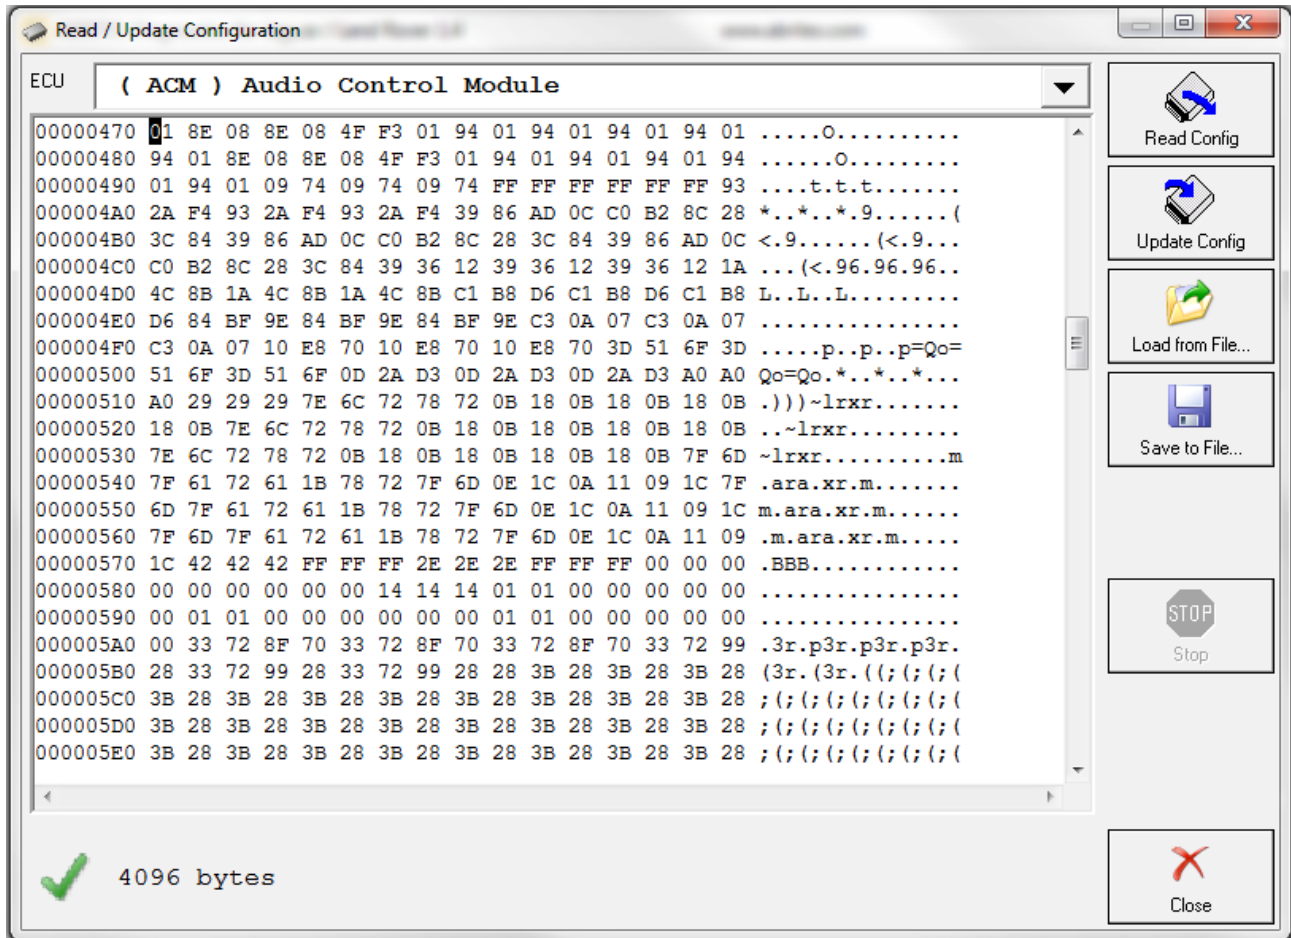 Read / Update Configuration
ECU
( ACM ) Audio Control Module
00000470 01 8E 08 8E 08 4F F3 01 94 01 94 01 94 01 94 01 .....O..........
00000480 94 01 8E 08 8E 08 4F F3 01 94 01 94 01 94 01 94 ......O.........
00000490 01 94 01 09 74 09 74 09 74 FF FF FF FF FF FF 93 ....t.t.t.......
000004A0 2A F4 93 2A F4 93 2A F4 39 86 AD 0C C0 B2 8C 28 *..*..*.9......(
000004B0 3C 84 39 86 AD 0C C0 B2 8C 28 3C 84 39 86 AD 0C <.9......(<.9...
000004C0 C0 B2 8C 28 3C 84 39 36 12 39 36 12 39 36 12 1A ...(<.96.96.96..
000004D0 4C 8B 1A 4C 8B 1A 4C 8B C1 B8 D6 C1 B8 D6 C1 B8 L..L..L.........
000004E0 D6 84 BF 9E 84 BF 9E 84 BF 9E C3 0A 07 C3 0A 07 ................
000004F0 C3 0A 07 10 E8 70 10 E8 70 10 E8 70 3D 51 6F 3D .....p..p..p=Qo=
00000500 51 6F 3D 51 6F 0D 2A D3 0D 2A D3 0D 2A D3 A0 A0 Qo=Qo.*..*..*...
00000510 A0 29 29 29 7E 6C 72 78 72 0B 18 0B 18 0B 18 0B .)))~lrxr.......
00000520 18 0B 7E 6C 72 78 72 0B 18 0B 18 0B 18 0B 18 0B ..~lrxr.........
00000530 7E 6C 72 78 72 0B 18 0B 18 0B 18 0B 18 0B 7F 6D ~lrxr..........m
00000540 7F 61 72 61 1B 78 72 7F 6D 0E 1C 0A 11 09 1C 7F .ara.xr.m.......
00000550 6D 7F 61 72 61 1B 78 72 7F 6D 0E 1C 0A 11 09 1C m.ara.xr.m......
00000560 7F 6D 7F 61 72 61 1B 78 72 7F 6D 0E 1C 0A 11 09 .m.ara.xr.m.....
00000570 1C 42 42 42 FF FF FF 2E 2E 2E FF FF FF 00 00 00 .BBB............
00000580 00 00 00 00 00 00 14 14 14 01 01 00 00 00 00 00 ................
00000590 00 01 01 00 00 00 00 00 00 01 01 00 00 00 00 00 ................
000005A0 00 33 72 8F 70 33 72 8F 70 33 72 8F 70 33 72 99 .3r.p3r.p3r.p3r.
000005B0 28 33 72 99 28 33 72 99 28 28 3B 28 3B 28 3B 28 (3r.(3r.((;(;(;(
000005C0 3B 28 3B 28 3B 28 3B 28 3B 28 3B 28 3B 28 3B 28 ;(;(;(;(;(;(;(;(
000005D0 3B 28 3B 28 3B 28 3B 28 3B 28 3B 28 3B 28 3B 28 ;(;(;(;(;(;(;(;(
000005E0 3B 28 3B 28 3B 28 3B 28 3B 28 3B 28 3B 28 3B 28 ;(;(;(;(;(;(;(;(
4096 bytes
Read Config
Update Config
Load from File...
Save to File...
STOP
Stop
Close